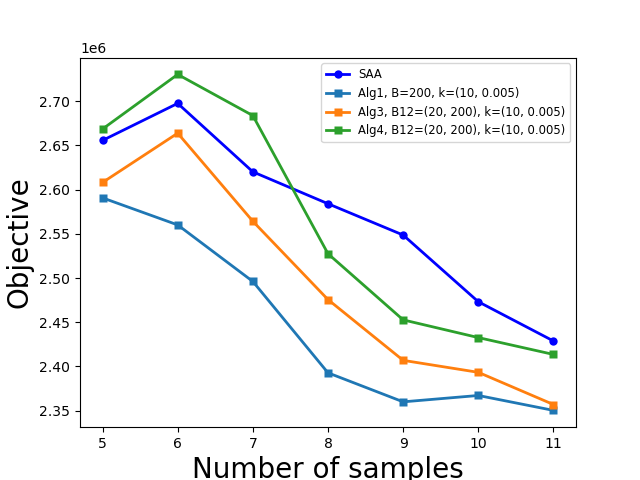 1e6
SAA
Alg1, B=200, k=(10, 0.005)
Alg3, B12=(20, 200), k=(10, 0.005)
Alg4, B12=(20, 200), k=(10, 0.005)
2.70
2.65
2.60
2.55
2.50
2.45
2.40
2.35
Objective
5 6 7 8 9 10 11
Number of samples